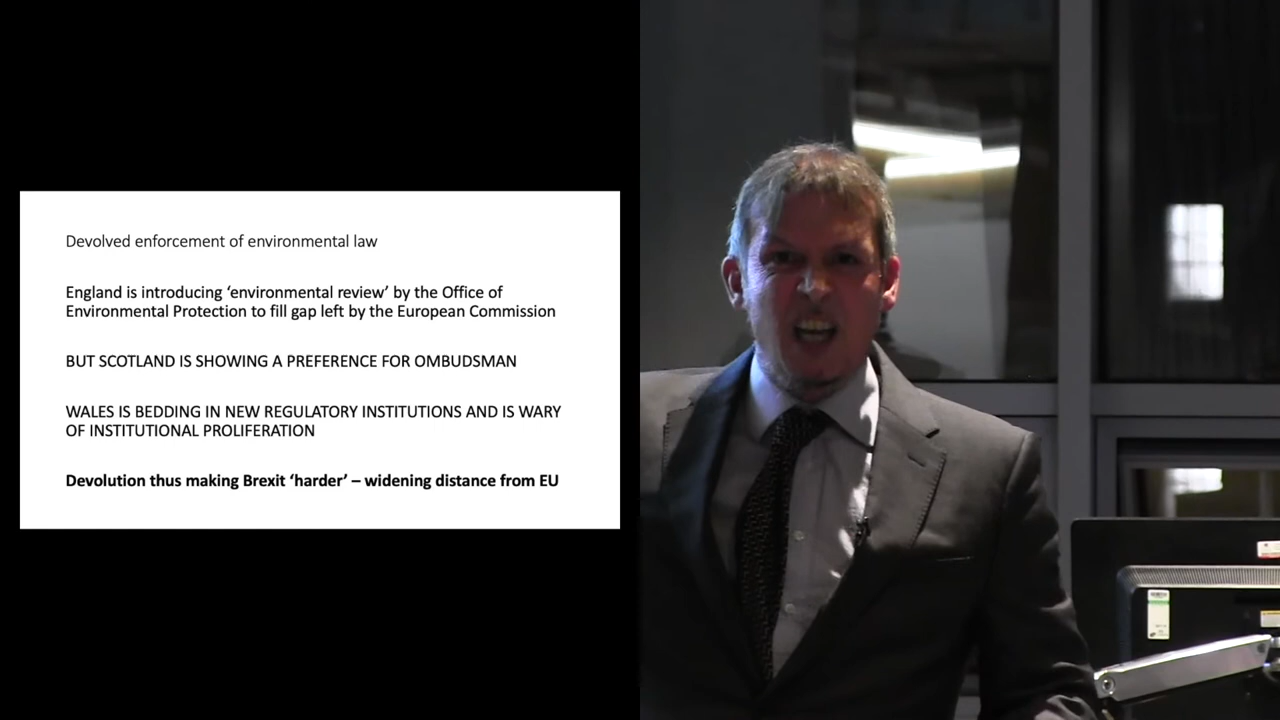 Devolved enforcement of environmental law
England is introducing ‘environmental review’ by the Office of
Environmental Protection to fill gap left by the European Commission
BUT SCOTLAND IS SHOWING A PREFERENCE FOR OMBUDSMAN
WALES IS BEDDING IN NEW REGULATORY INSTITUTIONS AND IS WARY
OF INSTITUTIONAL PROLIFERATION
Devolution thus making Brexit ‘harder’ – widening distance from EU